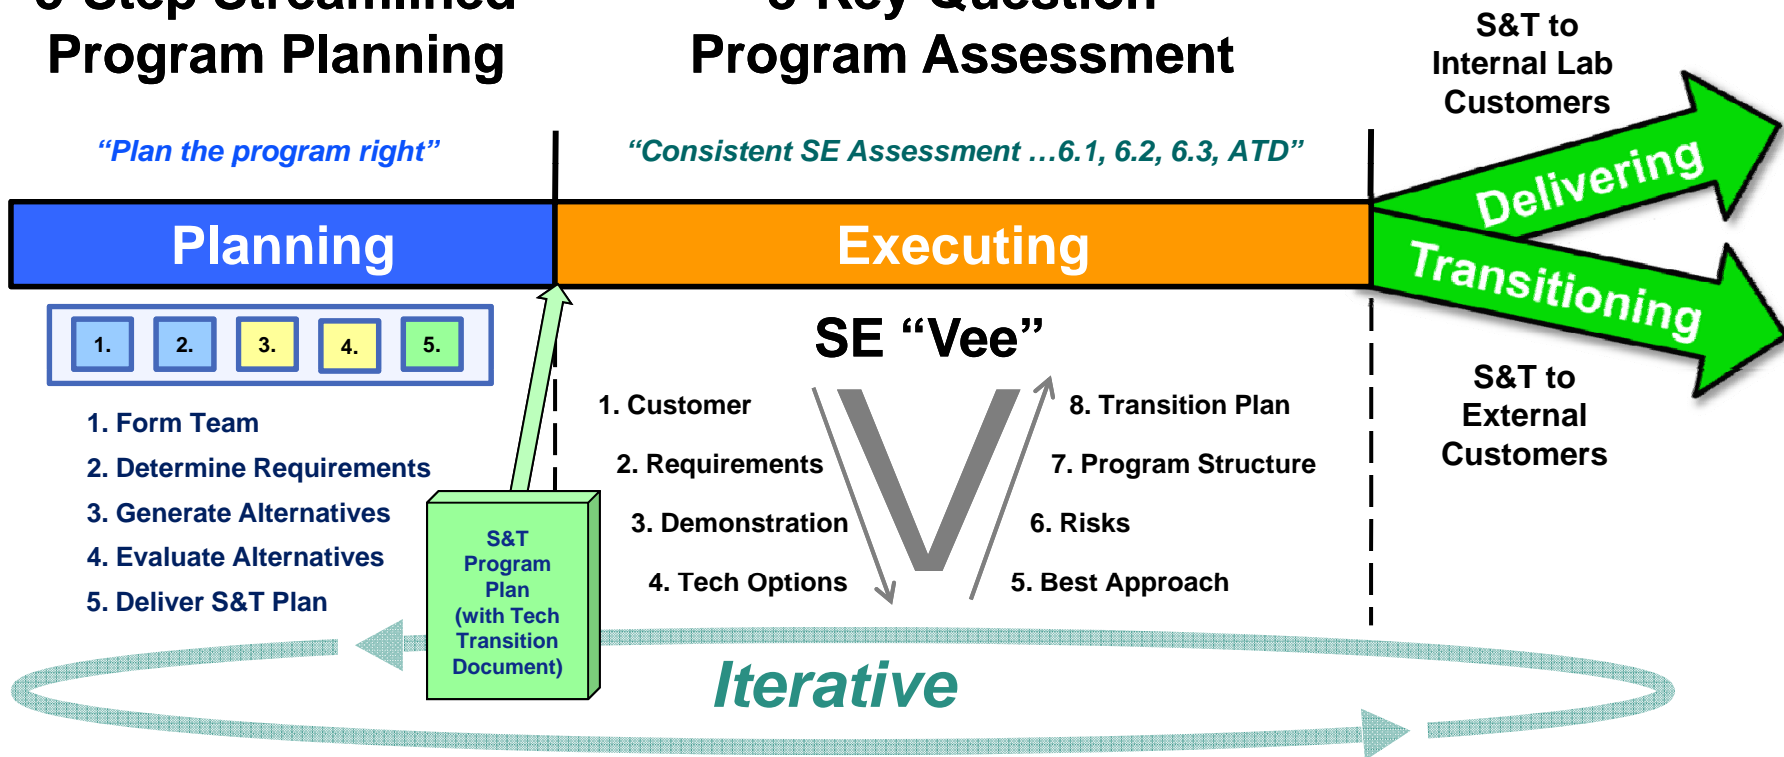 Step Streamlined
Program Planning
Key Question
Program Assessment
S&T to
Internal Lab
Customers
“Plan the program right”
“Consistent SE Assessment …6.1, 6.2, 6.3, ATD”
Planning
Executing
Delivering
Transitioning
1.
2.
3.
4.
5.
1. Form Team
2. Determine Requirements
3. Generate Alternatives
4. Evaluate Alternatives
5. Deliver S&T Plan
S&T
Program
Plan
(with Tech
Transition
Document)
SE “Vee”
1. Customer
2. Requirements
3. Demonstration
4. Tech Options
V
8. Transition Plan
7. Program Structure
6. Risks
5. Best Approach
S&T to
External
Customers
Iterative